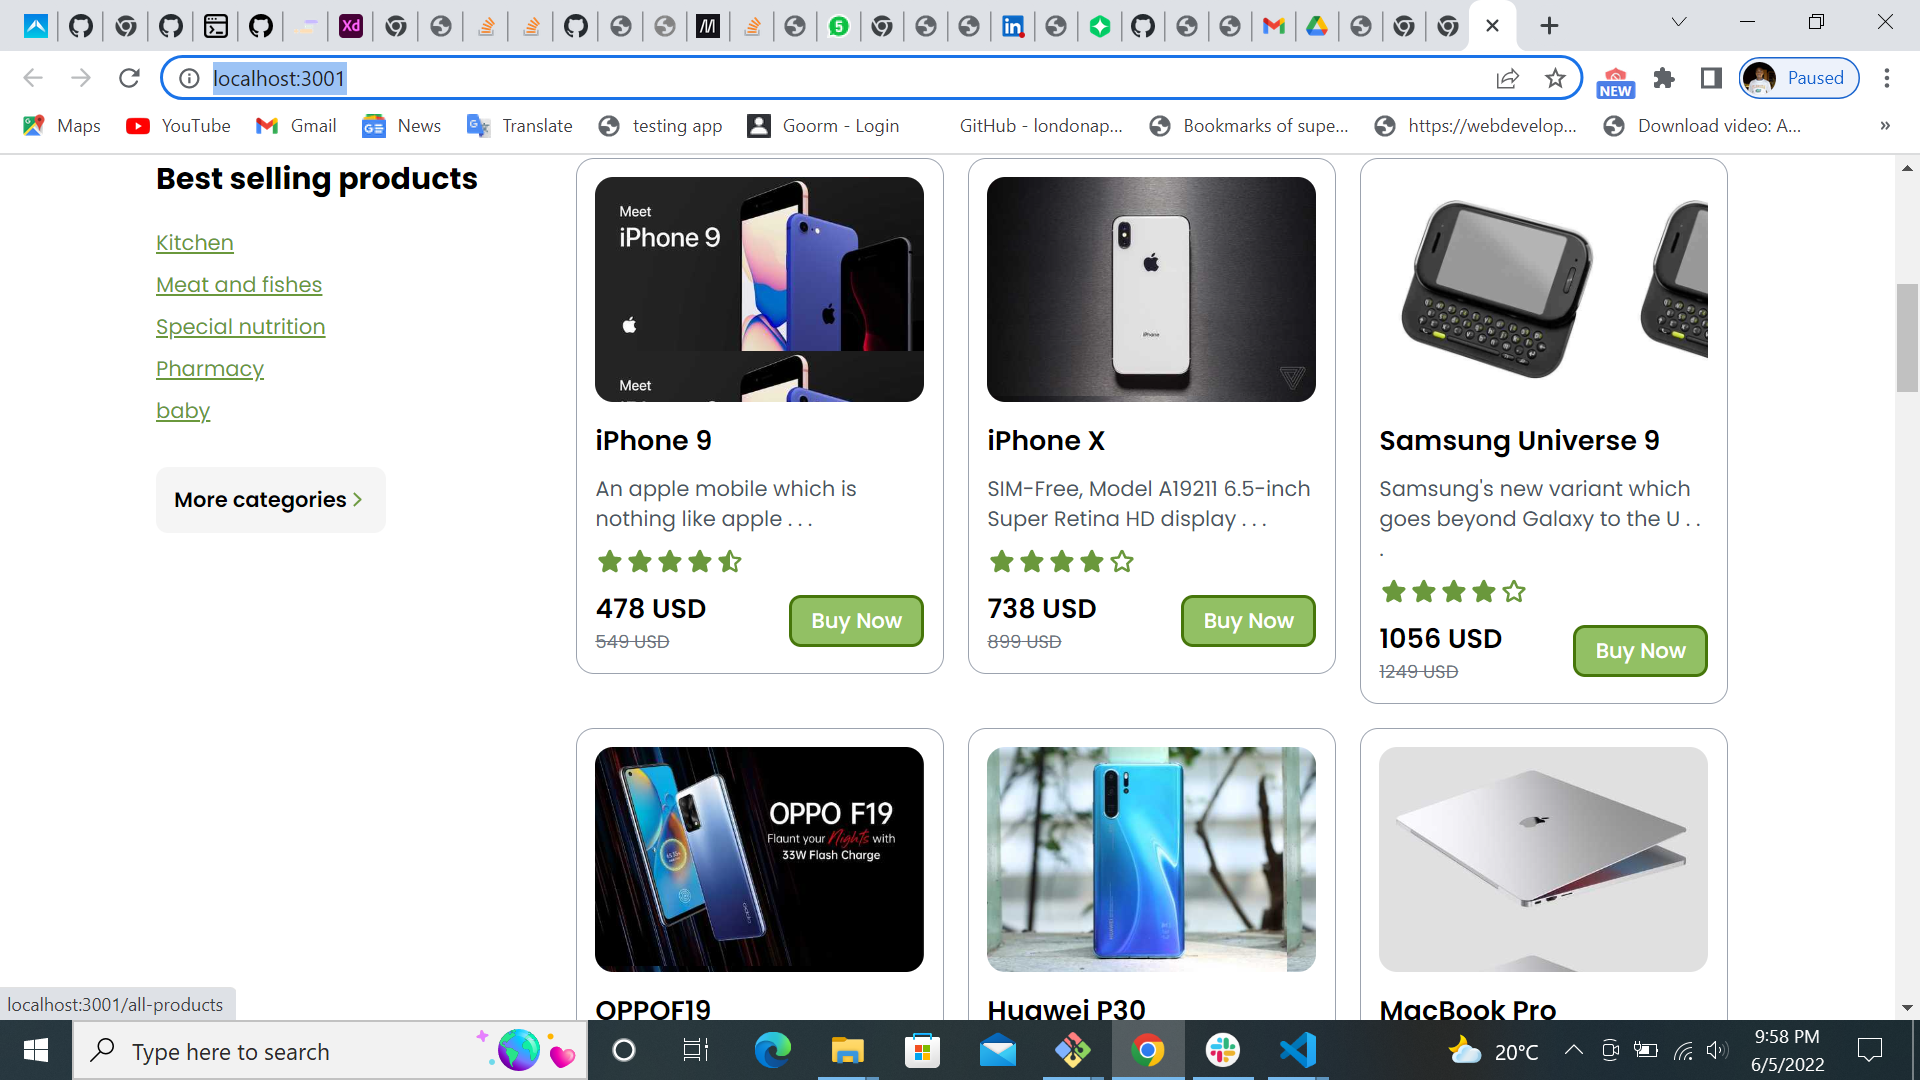 5
localhost:3001
NEW
Paused
Maps
YouTube
Gmail
News
Translate
testing app
Goorm - Login
GitHub - londonap...
Bookmarks of supe...
https://webdevelop...
Download video: A...
»
Best selling products
Kitchen
Meat and fishes
Special nutrition
Pharmacy
baby
More categories
Meet
iPhone 9
Meet
iPhone 9
An apple mobile which is
nothing like apple . . .
478 USD
549 USD
Buy Now
iPhone
iPhone X
SIM-Free, Model A19211 6.5-inch
Super Retina HD display . . .
738 USD
899 USD
Buy Now
Samsung Universe 9
Samsung's new variant which
goes beyond Galaxy to the U . .
.
1056 USD
1249 USD
Buy Now
OPPO F19
Flaunt your Nights with
33W Flash Charge
OPPOF19
Huawei P30
MacBook Pro
localhost:3001/all-products
Type here to search
20°C
9:58 PM
6/5/2022